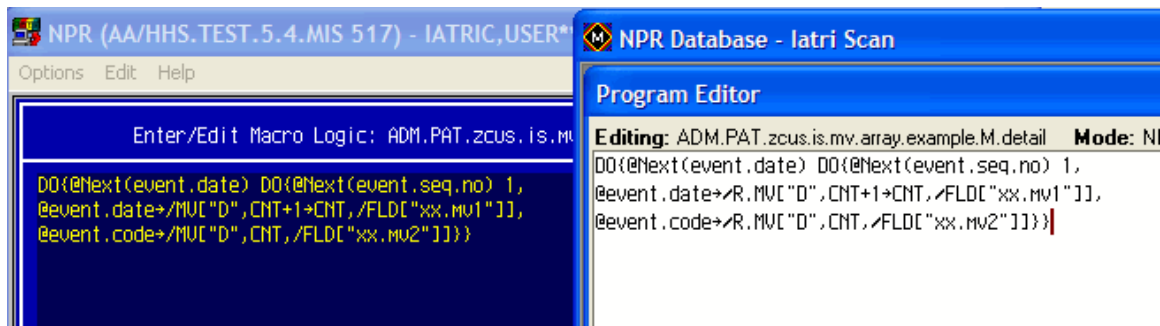 NPR (AA/HHS.TEST.5.4.MIS 517) - IATRIC,USER*
Options Edit Help
Enter/Edit Macro Logic: ADM.PAT.zcus.is.m
DO{@Next(event.date) DO{@Next(event.seq.no) 1,
@event.date→/MV["D",CNT+1→CNT,/FLD["xx.mv1"]],
@event.code→/MV["D",CNT,/FLD["xx.mv2"]]}}
NPR Database - Iatri Scan
Program Editor
Editing: ADM.PAT.zcus.is.mv.array.example.M.detail Mode: N
DO{@Next(event.date) DO{@Next(event.seq.no) 1,
@event.date→/R.MV["D",CNT+1→CNT,/FLD["xx.mv1"]],
@event.code→/R.MV["D",CNT,/FLD["xx.mv2"]]}}